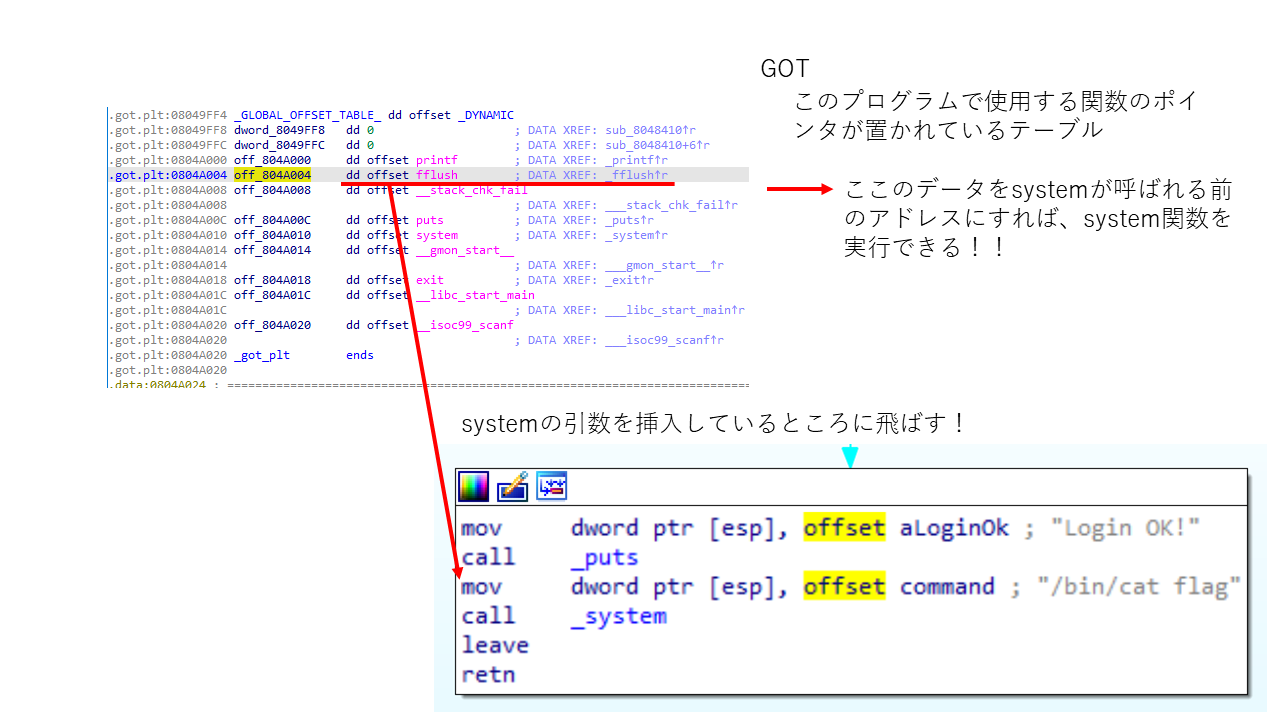 GOT
このプログラムで使用する関数のポイ
ンタが置かれているテーブル
.got.plt:08049FF4 _GLOBAL_OFFSET_TABLE_ dd offset _DYNAMIC
.got.plt:08049FF8 dword_8049FF8 dd 0 ; DATA XREF: sub_8048410↑r
.got.plt:08049FFC dword_8049FFC dd 0 ; DATA XREF: sub_8048410+6↑r
.got.plt:0804A000 off_804A000 dd offset printf ; DATA XREF: _printf↑r
.got.plt:0804A004 off_804A004 dd offset fflush ; DATA XREF: _fflush↑r
.got.plt:0804A008 off_804A008 dd offset __stack_chk_fail
.got.plt:0804A008 ; DATA XREF: ___stack_chk_fail↑r
.got.plt:0804A00C off_804A00C dd offset puts ; DATA XREF: _puts↑r
.got.plt:0804A010 off_804A010 dd offset system ; DATA XREF: _system↑r
.got.plt:0804A014 off_804A014 dd offset __gmon_start__
.got.plt:0804A014 ; DATA XREF: ___gmon_start__↑r
.got.plt:0804A018 off_804A018 dd offset exit ; DATA XREF: _exit↑r
.got.plt:0804A01C off_804A01C dd offset __libc_start_main
.got.plt:0804A01C ; DATA XREF: ___libc_start_main↑r
.got.plt:0804A020 off_804A020 dd offset __isoc99_scanf
.got.plt:0804A020 ; DATA XREF: ___isoc99_scanf↑r
.got.plt:0804A020 _got_plt ends
.got.plt:0804A020
.data:0804A024 ; ===========================================================================
ここのデータをsystemが呼ばれる前
のアドレスにすれば、system関数を
実行できる！！
systemの引数を挿入しているところに飛ばす！
mov dword ptr [esp], offset aLoginOk ; "Login OK!"
call _puts
mov dword ptr [esp], offset command ; "/bin/cat flag"
call _system
leave
retn